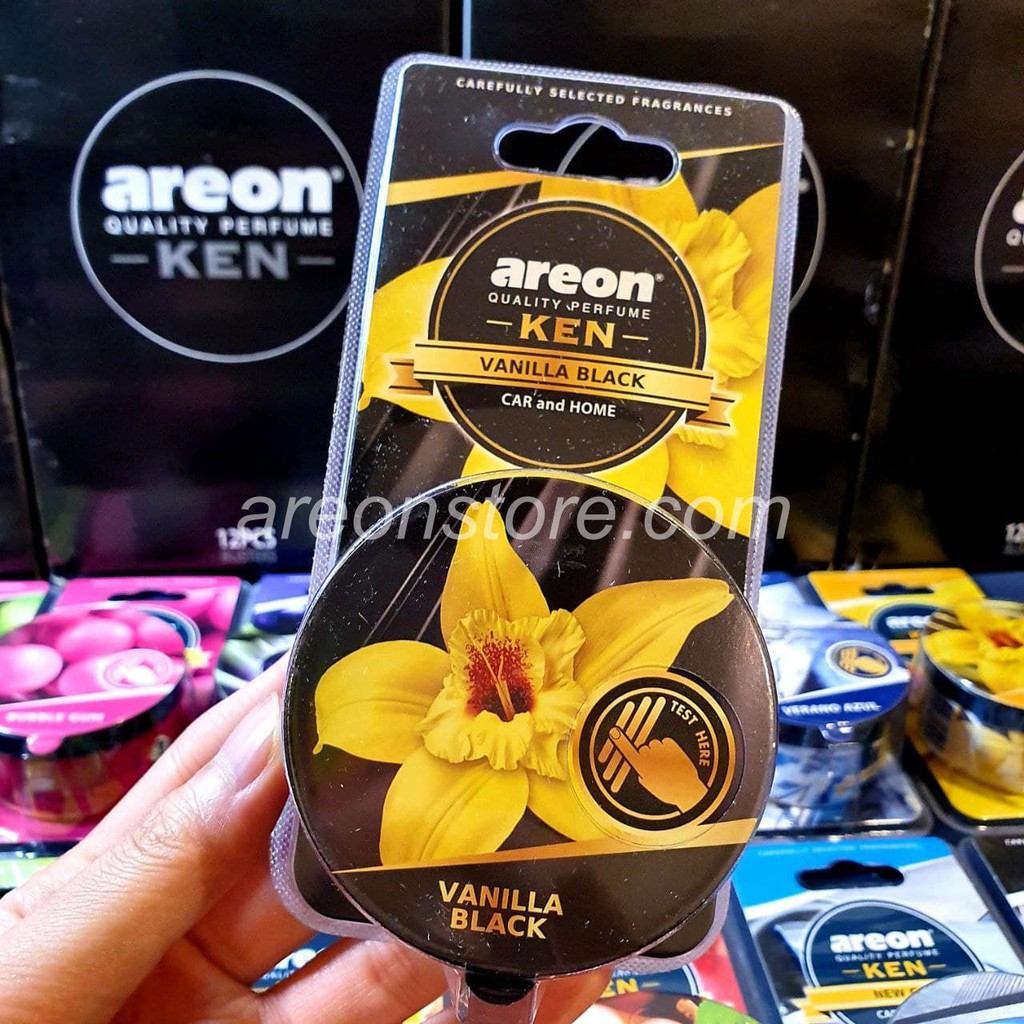 CAREFULLY SELECTED FRAGRANCES
areon®
QUALITY PERFUME
KEN
VANILLA BLACK
CAR and HOME
areonstore.com
TEST HERE
VANILLA
BLACK
areon®
QUALITY PERFUME
KEN
12PCS
BUBBLE GUM
VERANO AZUL
areon
QUALITY PERFUME
KEN